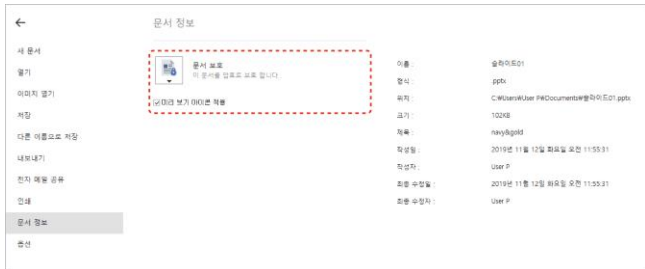 문서 정보
새 문서
열기
이미지 열기
저장
다른 이름으로 저장
내보내기
전자 메일 공유
인쇄
문서 정보
옵션
문서 보호
이 문서를 암호로 보호 합니다.
미리 보기 아이콘 적용
이름 : 슬라이드01
형식 : .pptx
위치 : C:₩Users₩User P₩Documents₩슬라이드01.pptx
크기 : 102KB
제목 : navy&gold
작성일 : 2019년 11월 12일 화요일 오전 11:55:31
작성자 : User P
최종 수정일 : 2019년 11월 12일 화요일 오전 11:55:31
최종 수정자 : User P